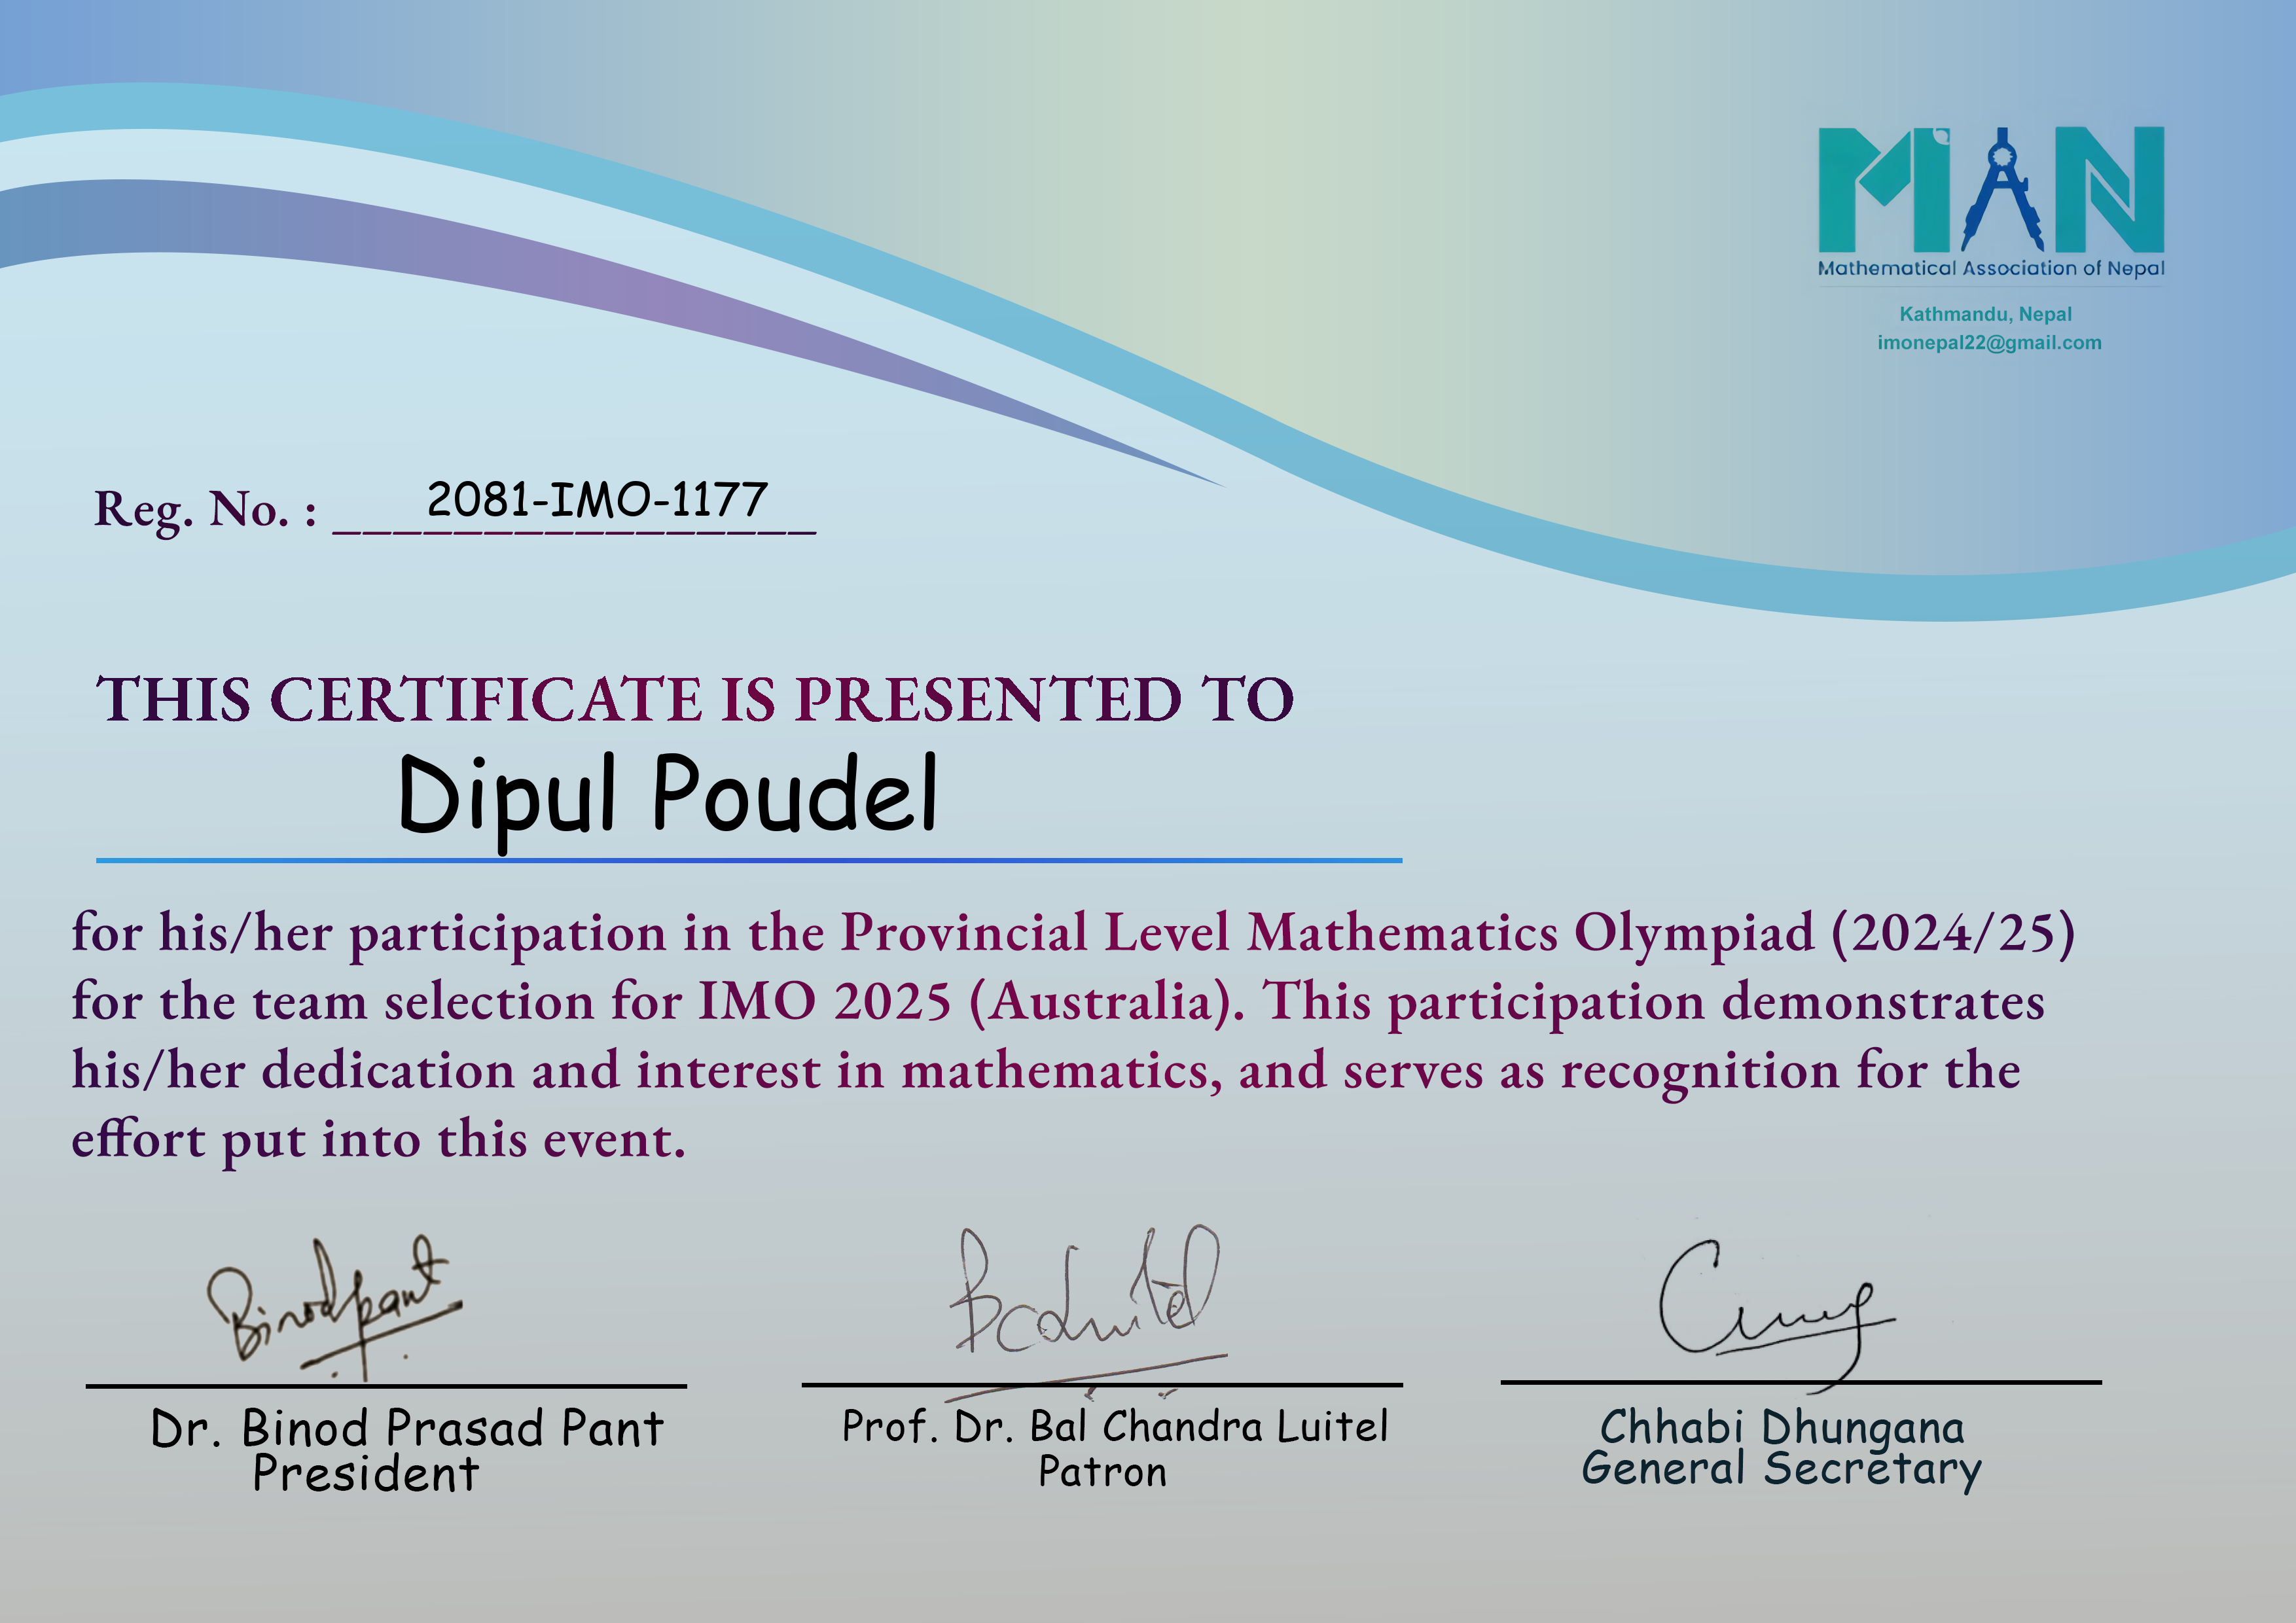 MAN
Mathematical Association of Nepal
Kathmandu, Nepal
imonepal22@gmail.com
Reg. No. : 2081-IMO-1177
THIS CERTIFICATE IS PRESENTED TO
Dipul Poudel
for his/her participation in the Provincial Level Mathematics Olympiad (2024/25)
for the team selection for IMO 2025 (Australia). This participation demonstrates
his/her dedication and interest in mathematics, and serves as recognition for the
effort put into this event.
Binodpant
Dr. Binod Prasad Pant
President
Prof. Dr. Bal Chandra Luitel
Patron
Chhabi Dhungana
General Secretary